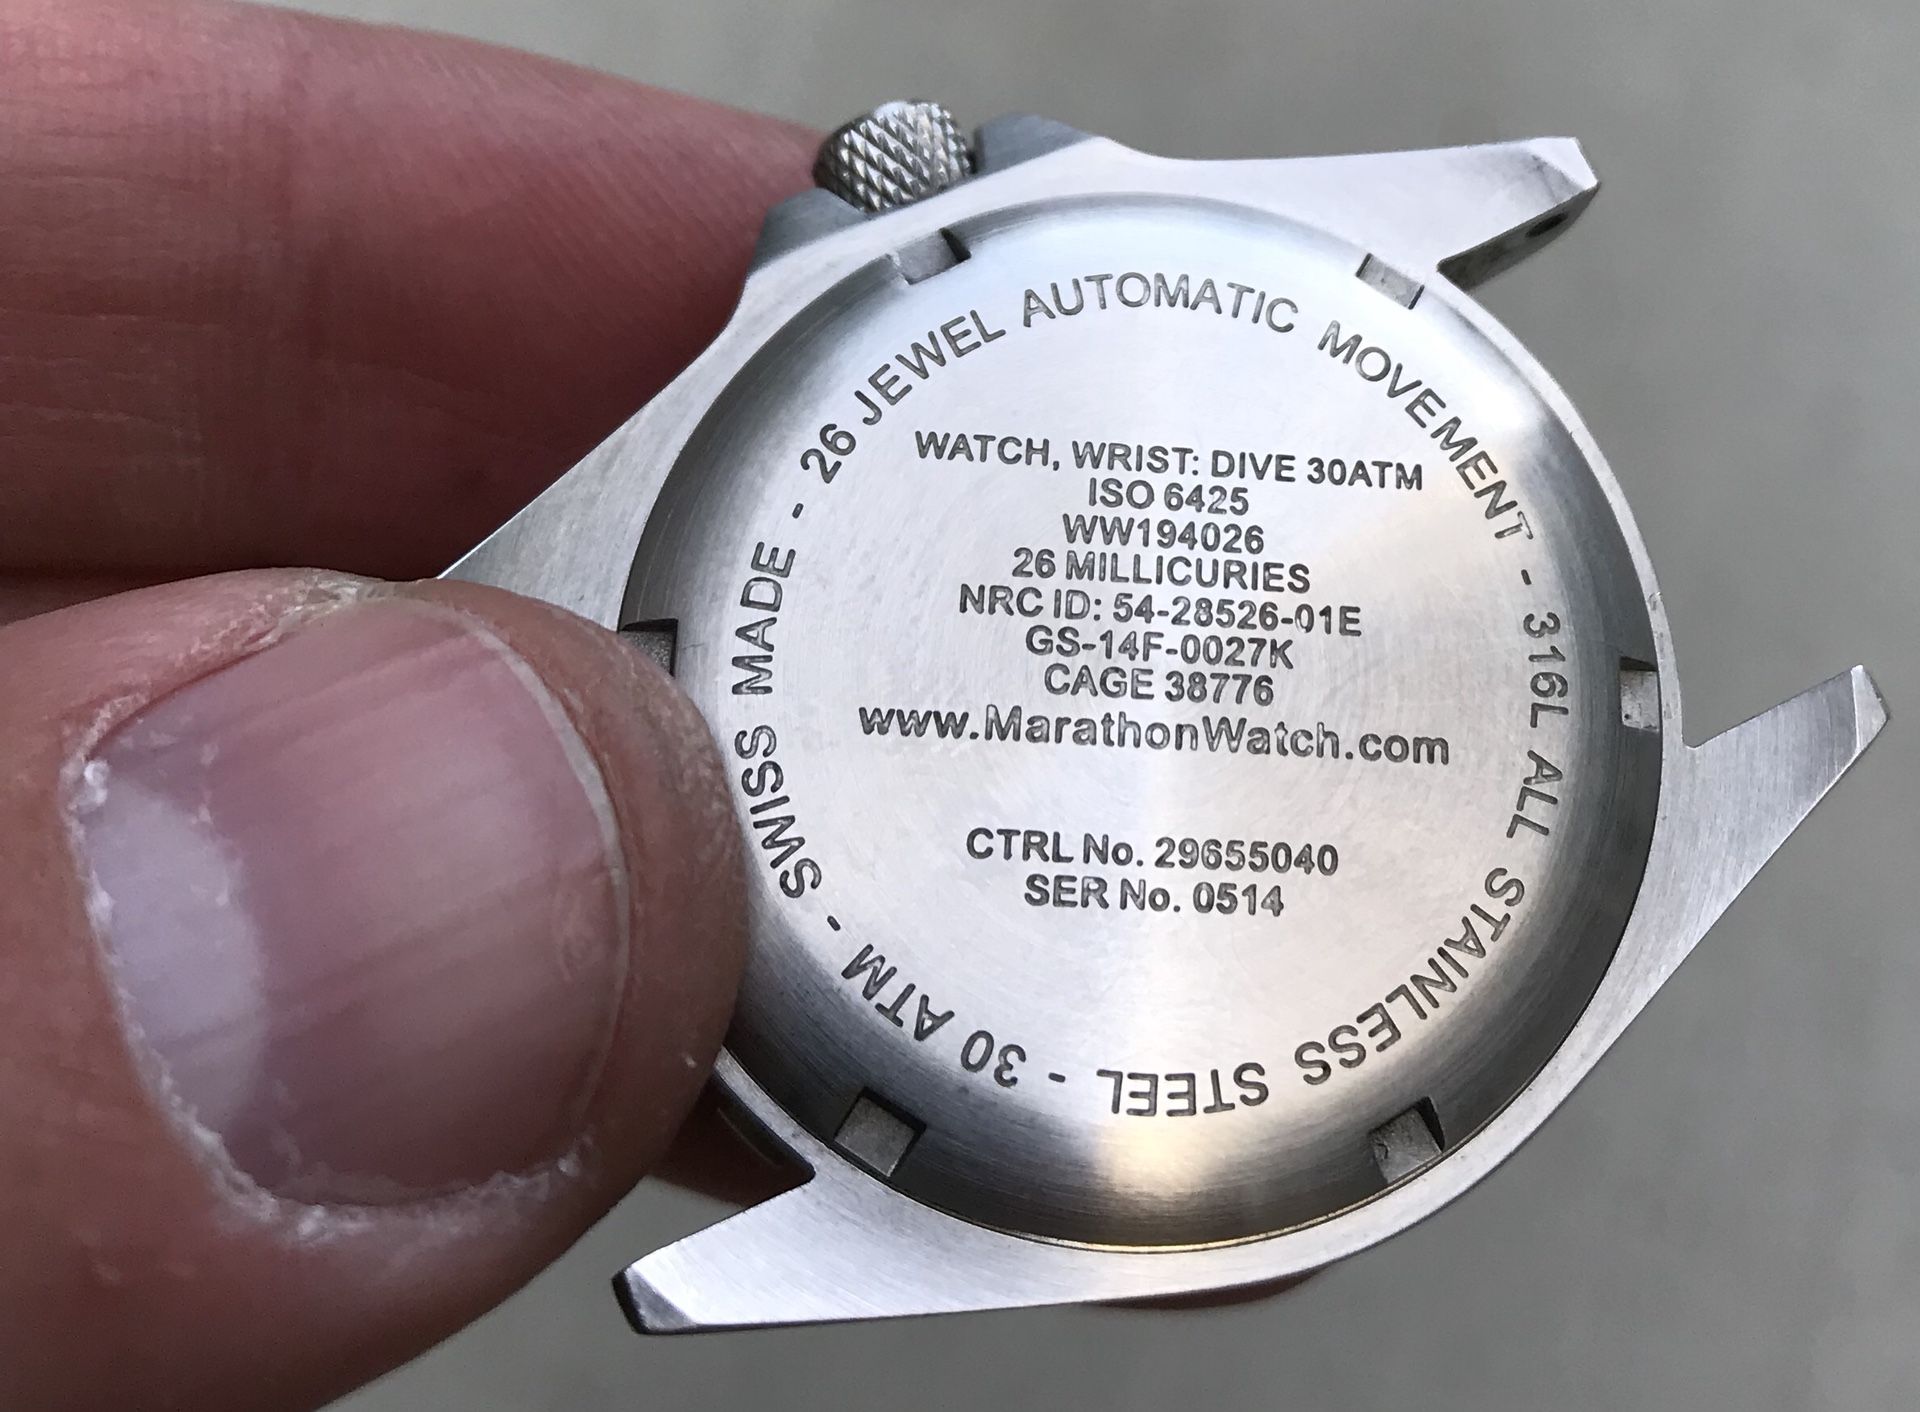 26 JEWEL AUTOMATIC MOVEMENT - 316L ALL STAINLESS STEEL - 30 ATM - SWISS MADE -
WATCH, WRIST: DIVE 30ATM
ISO 6425
WW194026
26 MILLICURIES
NRC ID: 54-28526-01E
GS-14F-0027K
CAGE 38776
www.MarathonWatch.com
CTRL No. 29655040
SER No. 0514